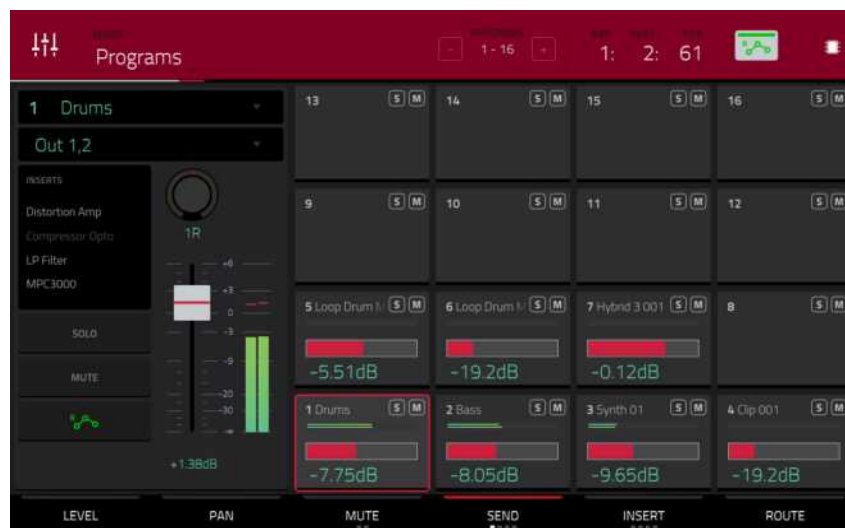 Programs
- 1 - 16 +
1: 2: 61
1 Drums
Out 1,2
INSERTS
Distortion Amp
Compressor Opto
LP Filter
MPC3000
1R
+6
+3
0
-3
-9
-20
-30
-∞
SOLO
MUTE
+1.38dB
13 S M
14 S M
15 S M
16 S M
9 S M
10 S M
11 S M
12 S M
5 Loop Drum S M
-5.51dB
6 Loop Drum S M
-19.2dB
7 Hybrid 3 001 S M
-0.12dB
8 S M
1 Drums S M
-7.75dB
2 Bass S M
-8.05dB
3 Synth 01 S M
-9.65dB
4 Clip 001 S M
-19.2dB
LEVEL PAN MUTE SEND INSERT ROUTE